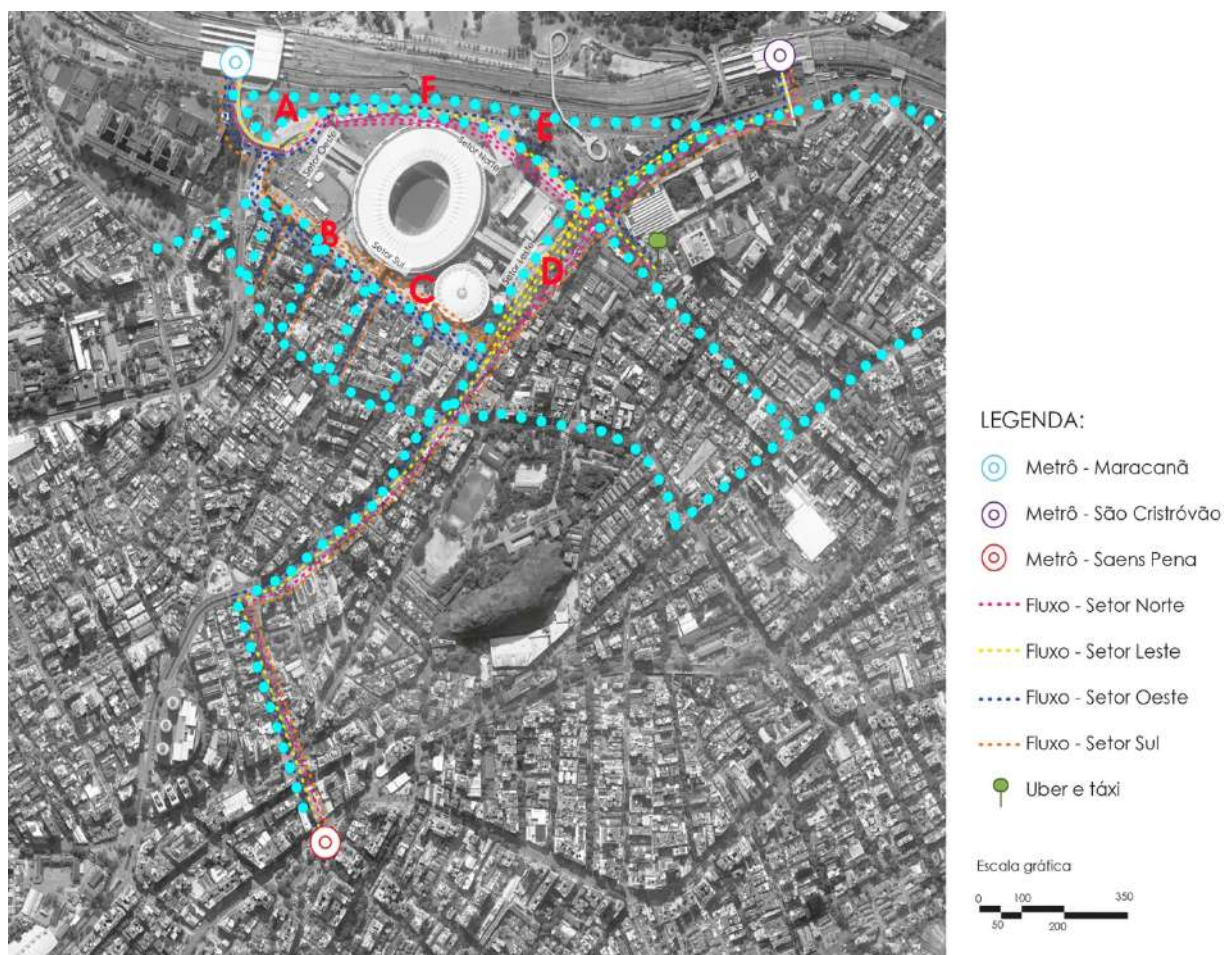 F
A
E
Setor Oeste
Setor Norte
B
Setor Sul
C
Setor Leste
D
LEGENDA:
Metrô - Maracanã
Metrô - São Cristróvão
Metrô - Saens Pena
Fluxo - Setor Norte
Fluxo - Setor Leste
Fluxo - Setor Oeste
Fluxo - Setor Sul
Uber e táxi
Escala gráfica
0 100 350
50 200